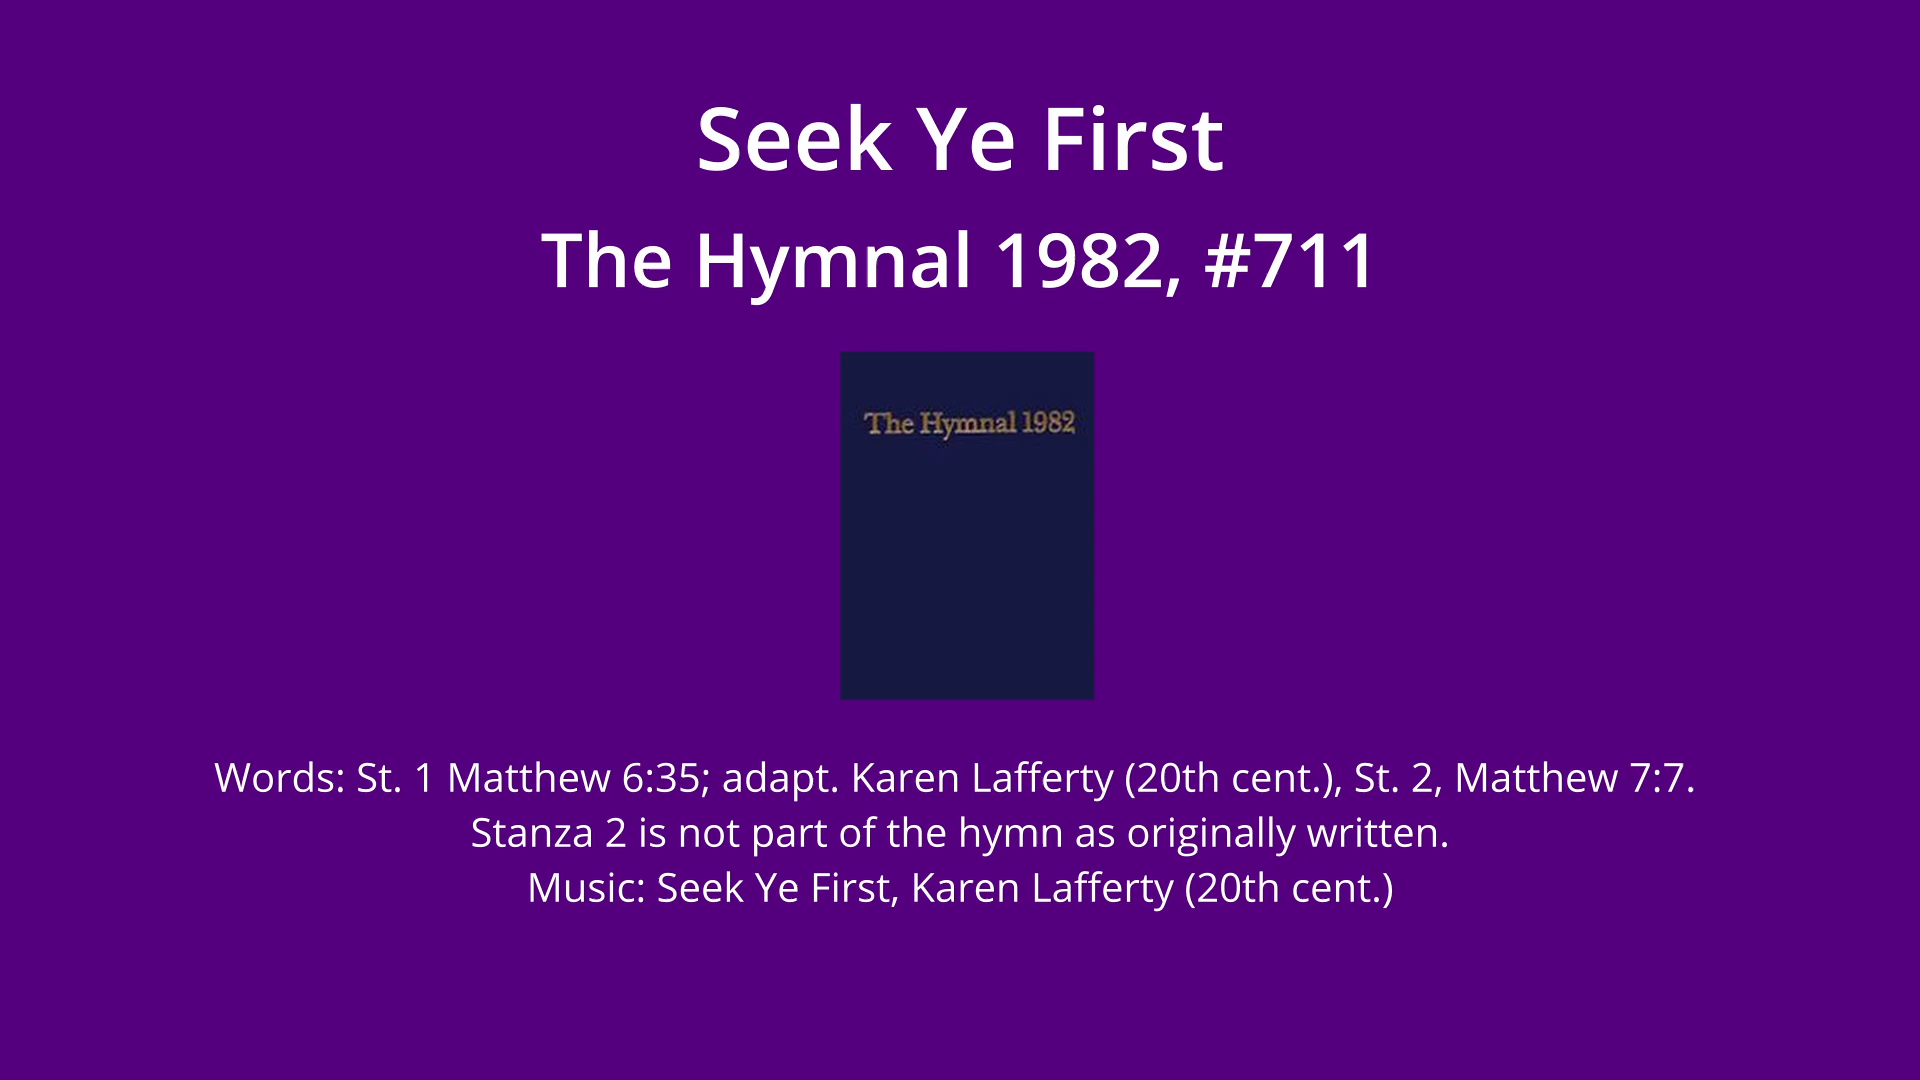 Seek Ye First
The Hymnal 1982, #711
The Hymnal 1982
Words: St. 1 Matthew 6:35; adapt. Karen Lafferty (20th cent.), St. 2, Matthew 7:7.
Stanza 2 is not part of the hymn as originally written.
Music: Seek Ye First, Karen Lafferty (20th cent.)